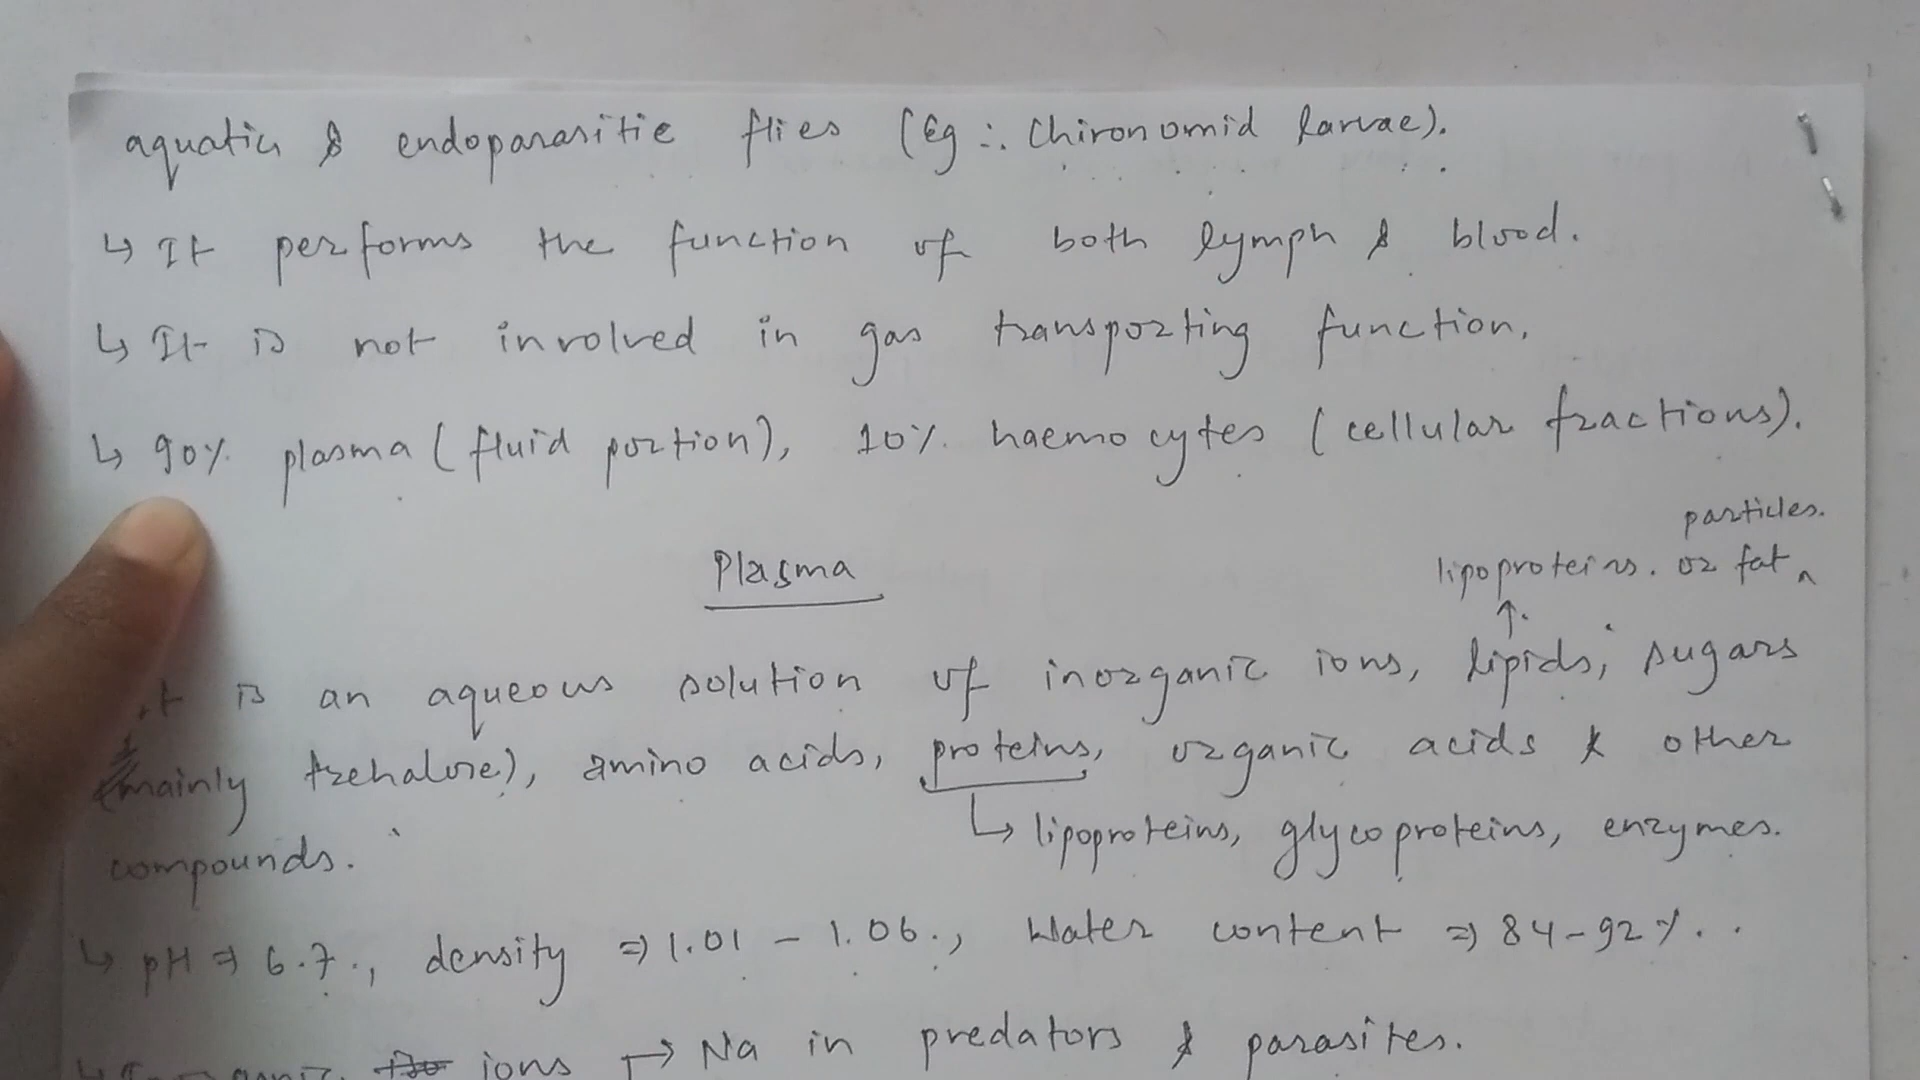 aquatic & endoparasitic flies (Eg :. Chironomid larvae).
↳ It performs the function of both lymph & blood.
↳ It is not involved in gas transporting function.
↳ 90% plasma (fluid portion), 10% haemocytes (cellular fractions).
particles.
Plasma
lipoproteins. or fat ^
↑
is an aqueous solution of inorganic ions, lipids, sugars
(mainly trehalose), amino acids, proteins, organic acids & other
↳ lipoproteins, glycoproteins, enzymes.
compounds.
↳ pH ⇒ 6.7., density ⇒ 1.01 - 1.06., Water content ⇒ 84-92%..
ions → Na in predators & parasites.